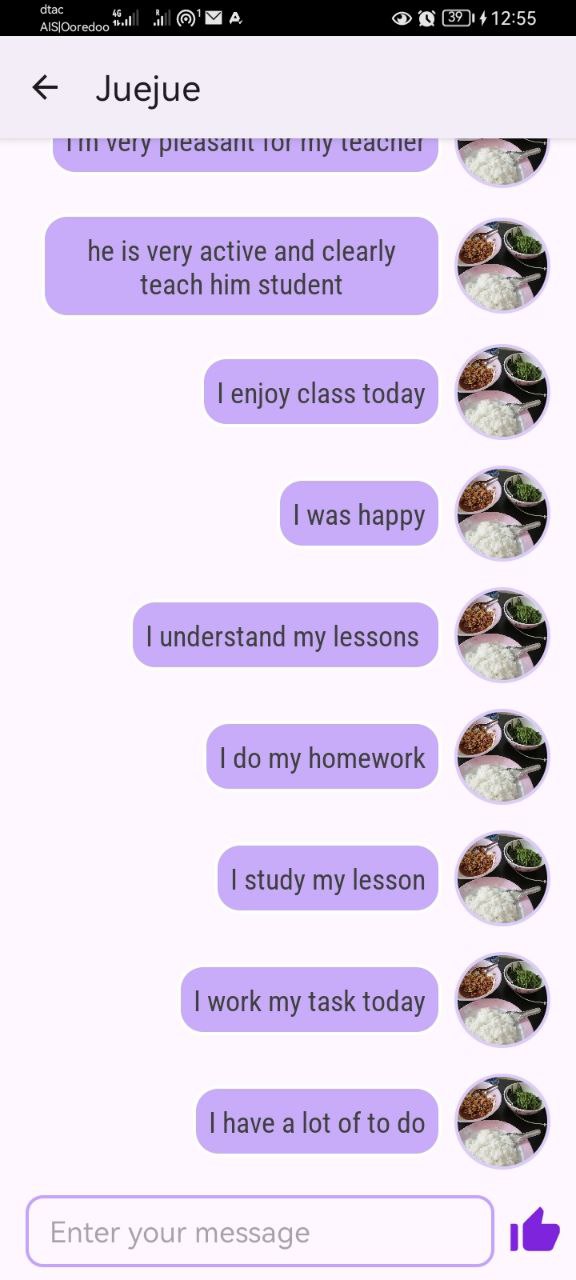 dtac
AIS|Ooredoo
4G
R
1
39
12:55
Juejue
I'm very pleasant for my teacher
he is very active and clearly
teach him student
I enjoy class today
I was happy
I understand my lessons
I do my homework
I study my lesson
I work my task today
I have a lot of to do
Enter your message